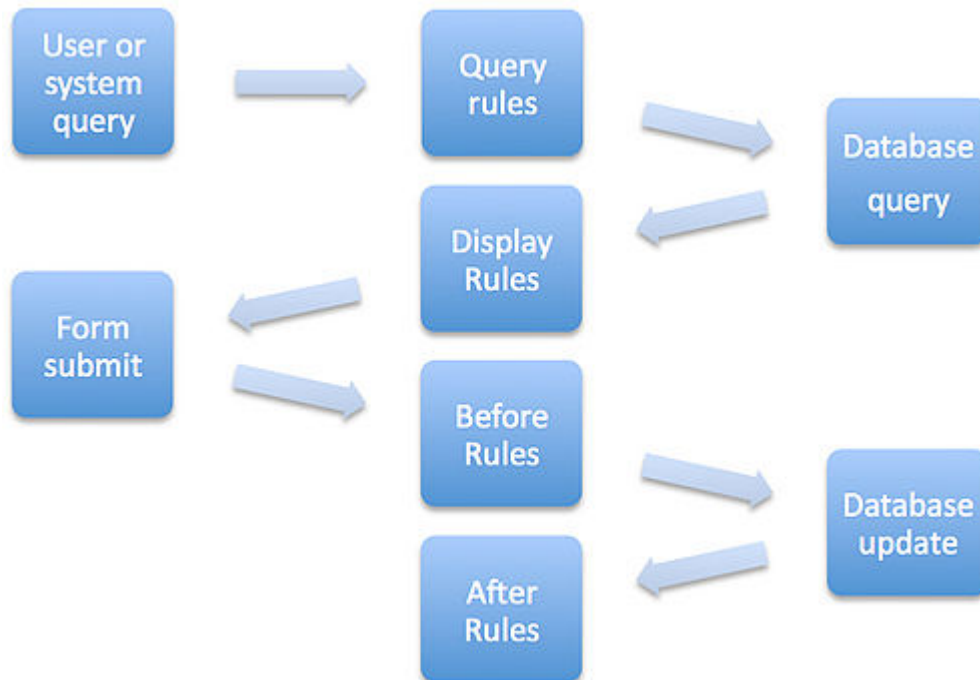 User or
system
query
Query
rules
Database
query
Display
Rules
Form
submit
Before
Rules
Database
update
After
Rules